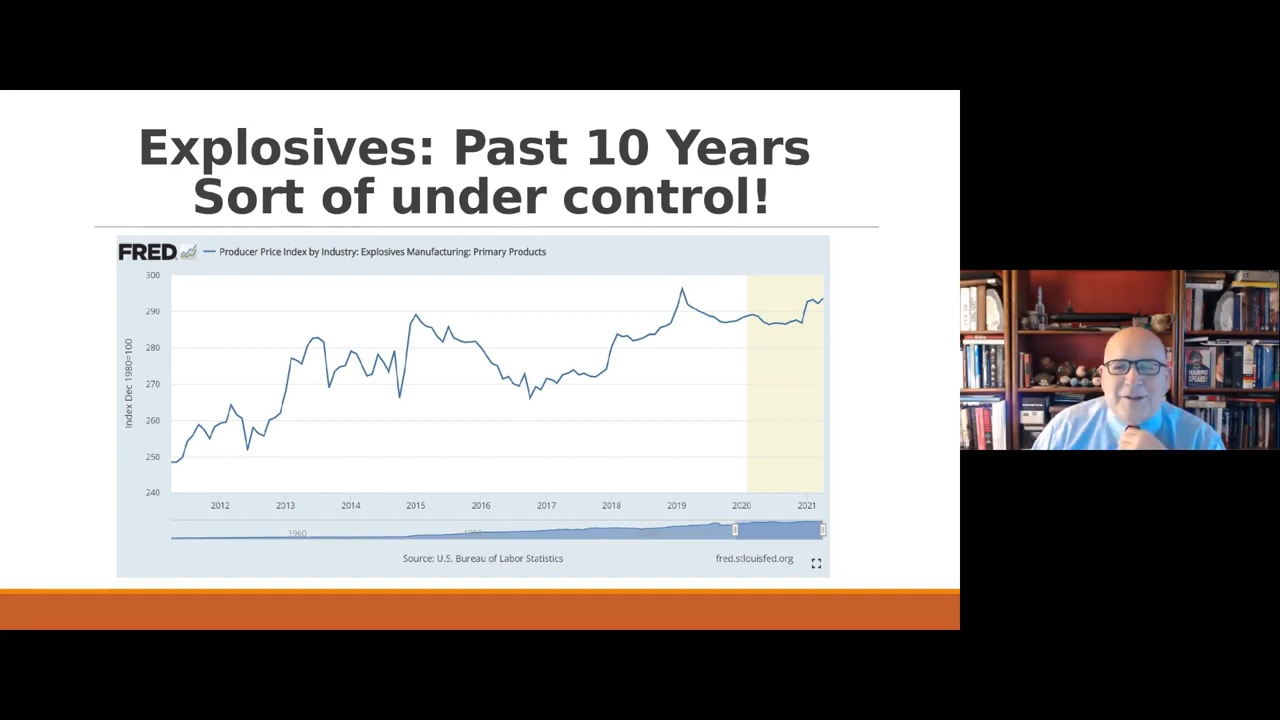 Explosives: Past 10 Years
Sort of under control!
FRED
Producer Price Index by Industry: Explosives Manufacturing: Primary Products
300
290
280
270
260
250
240
Index Dec 1980=100
2012
2013
2014
2015
2016
2017
2018
2019
2020
2021
1960
Source: U.S. Bureau of Labor Statistics
fred.stlouisfed.org
HARPO
SPEAKS